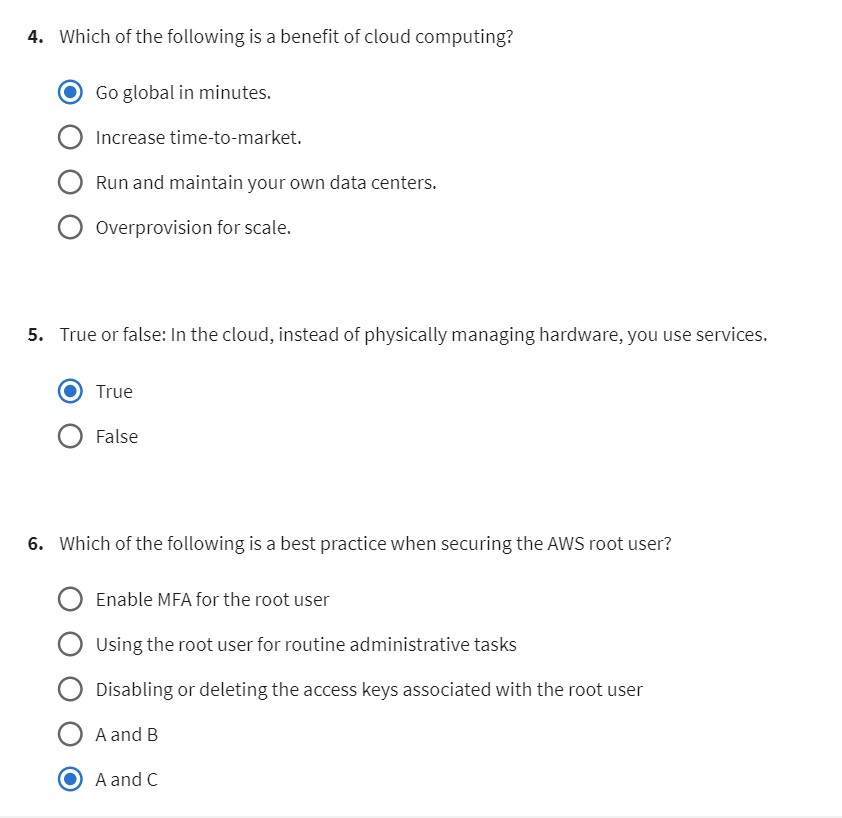 4. Which of the following is a benefit of cloud computing?
Go global in minutes.
Increase time-to-market.
Run and maintain your own data centers.
Overprovision for scale.
5. True or false: In the cloud, instead of physically managing hardware, you use services.
True
False
6. Which of the following is a best practice when securing the AWS root user?
Enable MFA for the root user
Using the root user for routine administrative tasks
Disabling or deleting the access keys associated with the root user
A and B
A and C